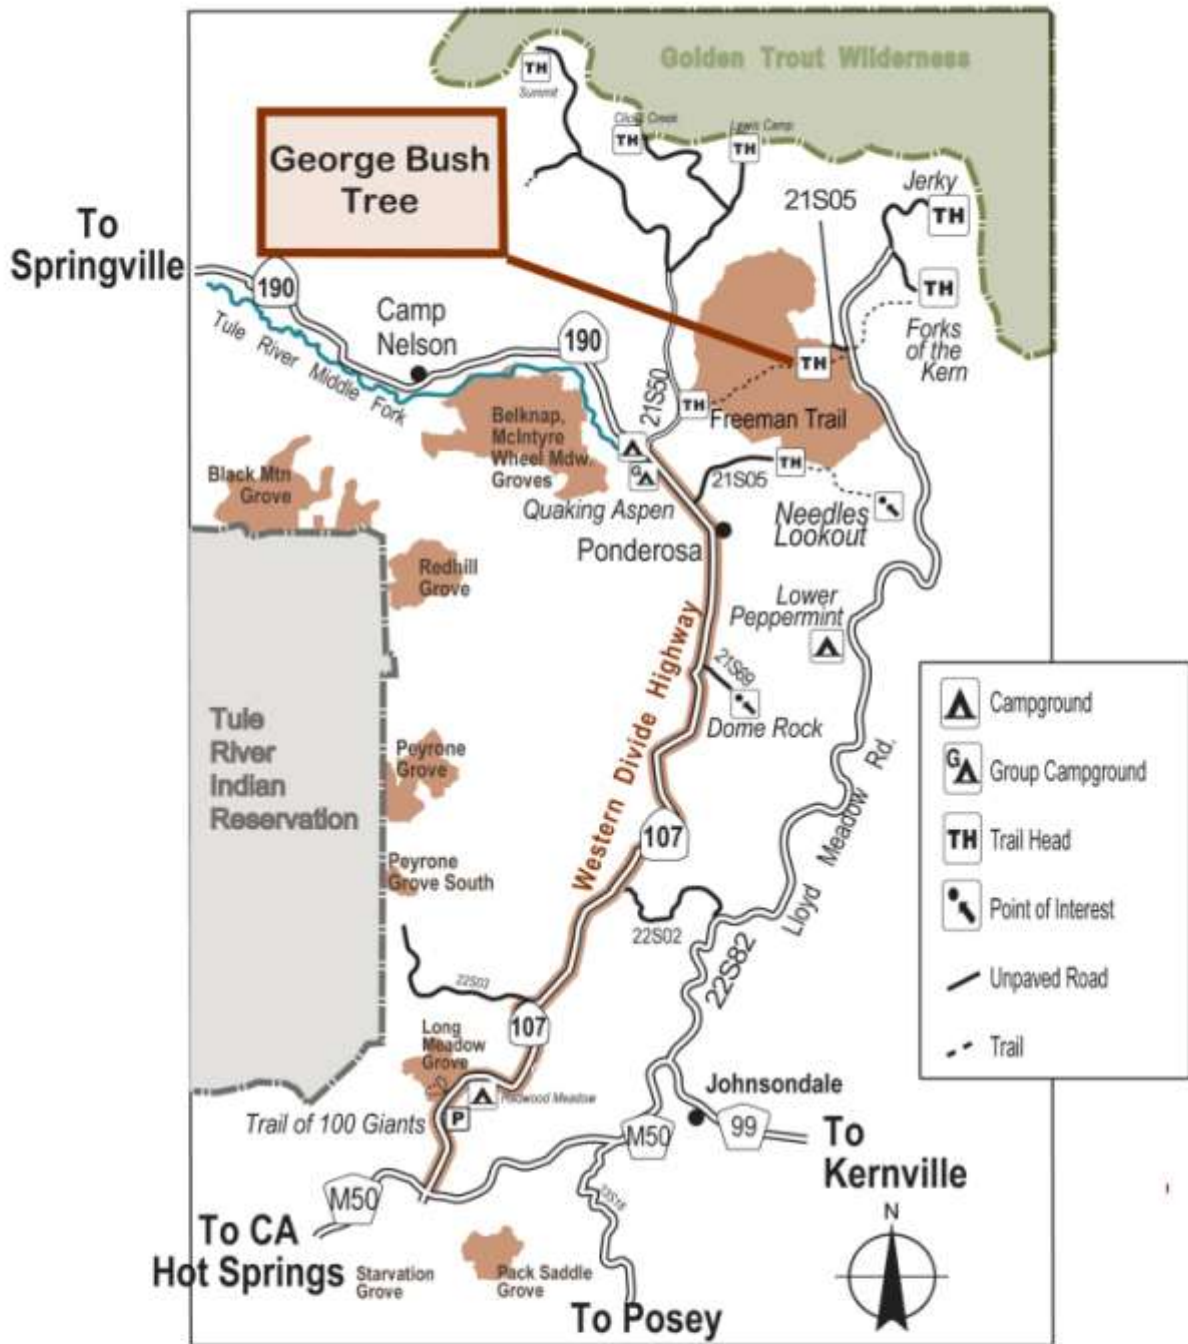 Golden Trout Wilderness
TH
Summit
TH
TH
Lewis Camp
George Bush
Tree
To
Springville
190
Camp
Nelson
190
Tule River Middle Fork
21S05
Jerky
TH
TH
Forks
of the
Kern
TH
21S50
TH
Freeman Trail
Belknap,
McIntyre
Wheel Mdw.
Groves
Black Mtn
Grove
G
Quaking Aspen
21S05
TH
Needles
Lookout
Ponderosa
Redhill
Grove
Lower
Peppermint
Western Divide Highway
21S69
Dome Rock
Tule
River
Indian
Reservation
Peyrone
Grove
Peyrone
Grove South
107
Lloyd Meadow Rd.
22S02
22S82
22S03
107
Long
Meadow
Grove
Redwood Meadow
Trail of 100 Giants
P
Johnsondale
M50
99
To
Kernville
M50
To CA
Hot Springs
Starvation
Grove
Pack Saddle
Grove
To Posey
N
Campground
G
Group Campground
TH
Trail Head
Point of Interest
Unpaved Road
Trail